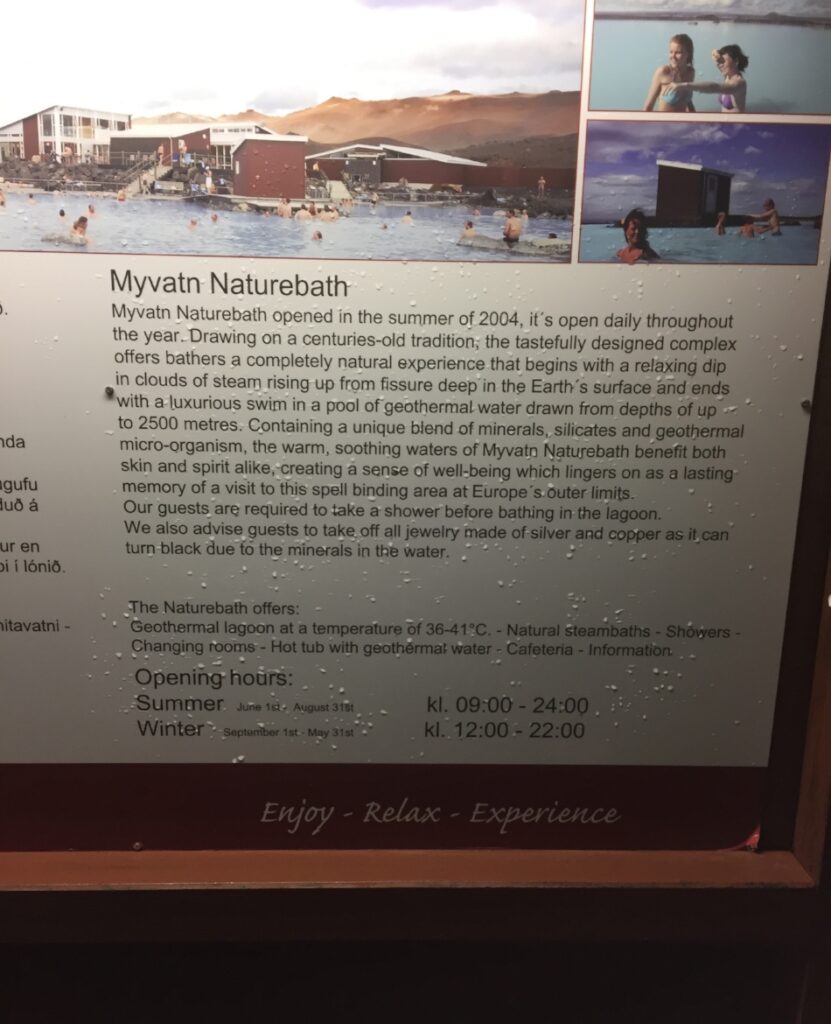 ð.
nda
ugufu
ður á
ur en
pi í lónið.
hitavatni -
Myvatn Naturebath
Myvatn Naturebath opened in the summer of 2004, it´s open daily throughout
the year. Drawing on a centuries-old tradition, the tastefully designed complex
offers bathers a completely natural experience that begins with a relaxing dip
in clouds of steam rising up from fissure deep in the Earth´s surface and ends
with a luxurious swim in a pool of geothermal water drawn from depths of up
to 2500 metres. Containing a unique blend of minerals, silicates and geothermal
micro-organism, the warm, soothing waters of Myvatn Naturebath benefit both
skin and spirit alike, creating a sense of well-being which lingers on as a lasting
memory of a visit to this spell binding area at Europe´s outer limits.
Our guests are required to take a shower before bathing in the lagoon.
We also advise guests to take off all jewelry made of silver and copper as it can
turn black due to the minerals in the water.
The Naturebath offers:
Geothermal lagoon at a temperature of 36-41°C. - Natural steambaths - Showers -
Changing rooms - Hot tub with geothermal water - Cafeteria - Information
Opening hours:
Summer June 1st - August 31st kl. 09:00 - 24:00
Winter - September 1st - May 31st kl. 12:00 - 22:00
Enjoy - Relax - Experience